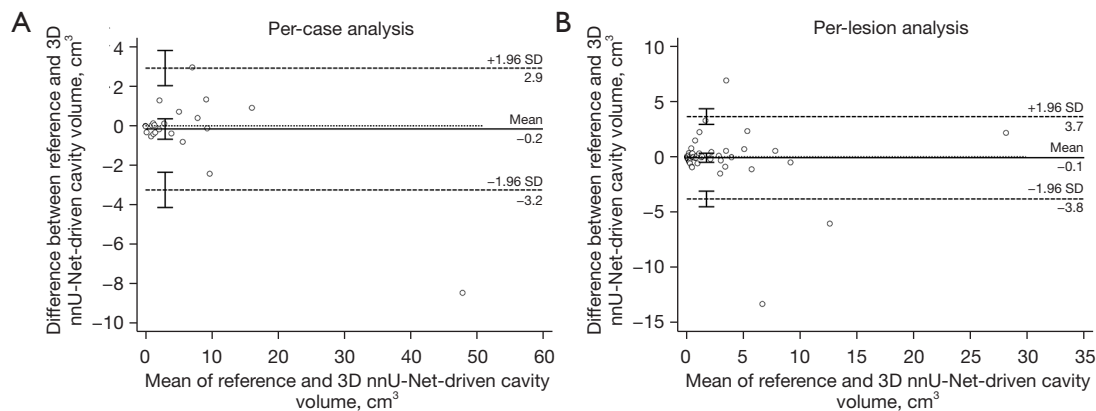 A
Per-case analysis
Difference between reference and 3D
nnU-Net-driven cavity volume, cm³
4
2
0
−2
−4
−6
−8
−10
+1.96 SD
2.9
Mean
−0.2
−1.96 SD
−3.2
0 10 20 30 40 50 60
Mean of reference and 3D nnU-Net-driven cavity
volume, cm³
B
Per-lesion analysis
Difference between reference and 3D
nnU-Net-driven cavity volume, cm³
10
5
0
−5
−10
−15
+1.96 SD
3.7
Mean
−0.1
−1.96 SD
−3.8
0 5 10 15 20 25 30 35
Mean of reference and 3D nnU-Net-driven cavity
volume, cm³